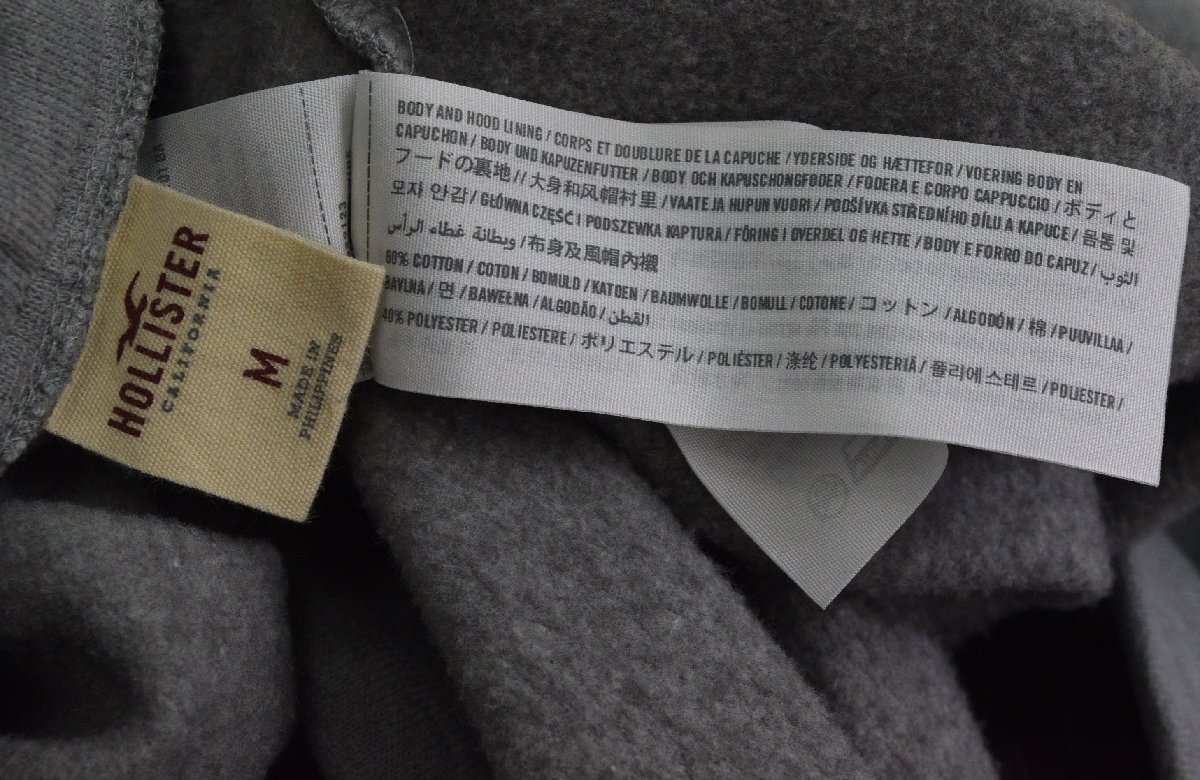 HOLLISTER
CALIFORNIA
M
MADE IN
PHILIPPINES
BODY AND HOOD LINING / CORPS ET DOUBLURE DE LA CAPUCHE / YDERSIDE OG HÆTTEFOR / VOERING BODY EN
CAPUCHON / BODY UND KAPUZENFUTTER / BODY OCH KAPUSCHONGFØDER / FODERA E CORPO CAPPUCCIO / ボディと
フードの裏地 // 大身和风帽衬里 / VAATE JA HUPUN VUORI / PODŠÍVKA STŘEDNÍHO DÍLU A KAPUCE / 몸통 및
모자 안감 / GŁÓWNA CZĘŚĆ I PODSZEWKA KAPTURA / FÔRING I OVERDEL OG HETTE / BODY E FORRO DO CAPUZ / الثوب
وبطانة غطاء الرأس / 布身及風帽內襯
60% COTTON / COTON / BOMULD / KATOEN / BAUMWOLLE / BOMULL / COTONE / コットン / ALGODÓN / 棉 / PUUVILLAA /
BAVLNA / 면 / BAWEŁNA / ALGODÃO / القطن
40% POLYESTER / POLIESTERE / ポリエステル / POLIÉSTER / 涤纶 / POLYESTERIÄ / 폴리에스테르 / POLIESTER /